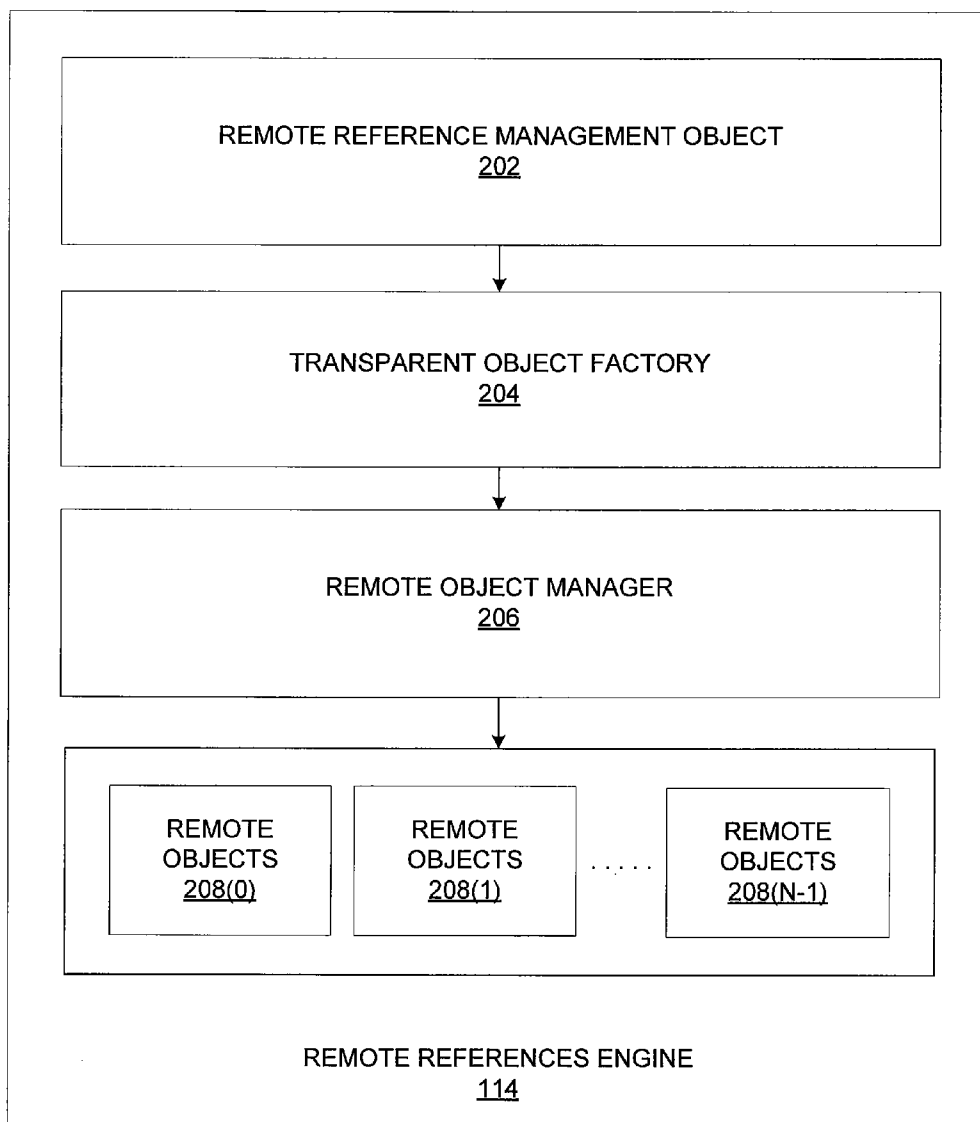 REMOTE REFERENCE MANAGEMENT OBJECT
202
TRANSPARENT OBJECT FACTORY
204
REMOTE OBJECT MANAGER
206
REMOTE
OBJECTS
208(0)
REMOTE
OBJECTS
208(1)
. . . . .
REMOTE
OBJECTS
208(N-1)
REMOTE REFERENCES ENGINE
114